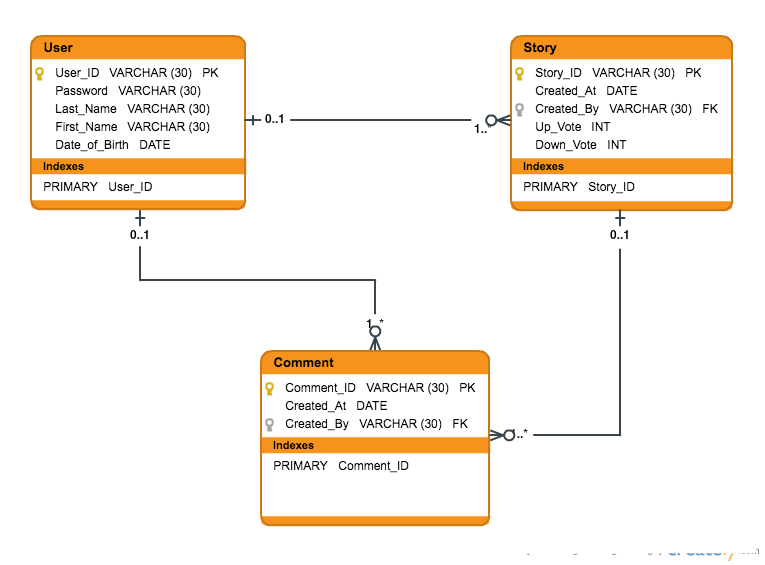 User
User_ID VARCHAR (30) PK
Password VARCHAR (30)
Last_Name VARCHAR (30)
First_Name VARCHAR (30)
Date_of_Birth DATE
Indexes
PRIMARY User_ID
0..1
1..*
Story
Story_ID VARCHAR (30) PK
Created_At DATE
Created_By VARCHAR (30) FK
Up_Vote INT
Down_Vote INT
Indexes
PRIMARY Story_ID
0..1
0..1
1..*
Comment
Comment_ID VARCHAR (30) PK
Created_At DATE
Created_By VARCHAR (30) FK
Indexes
PRIMARY Comment_ID
1..*